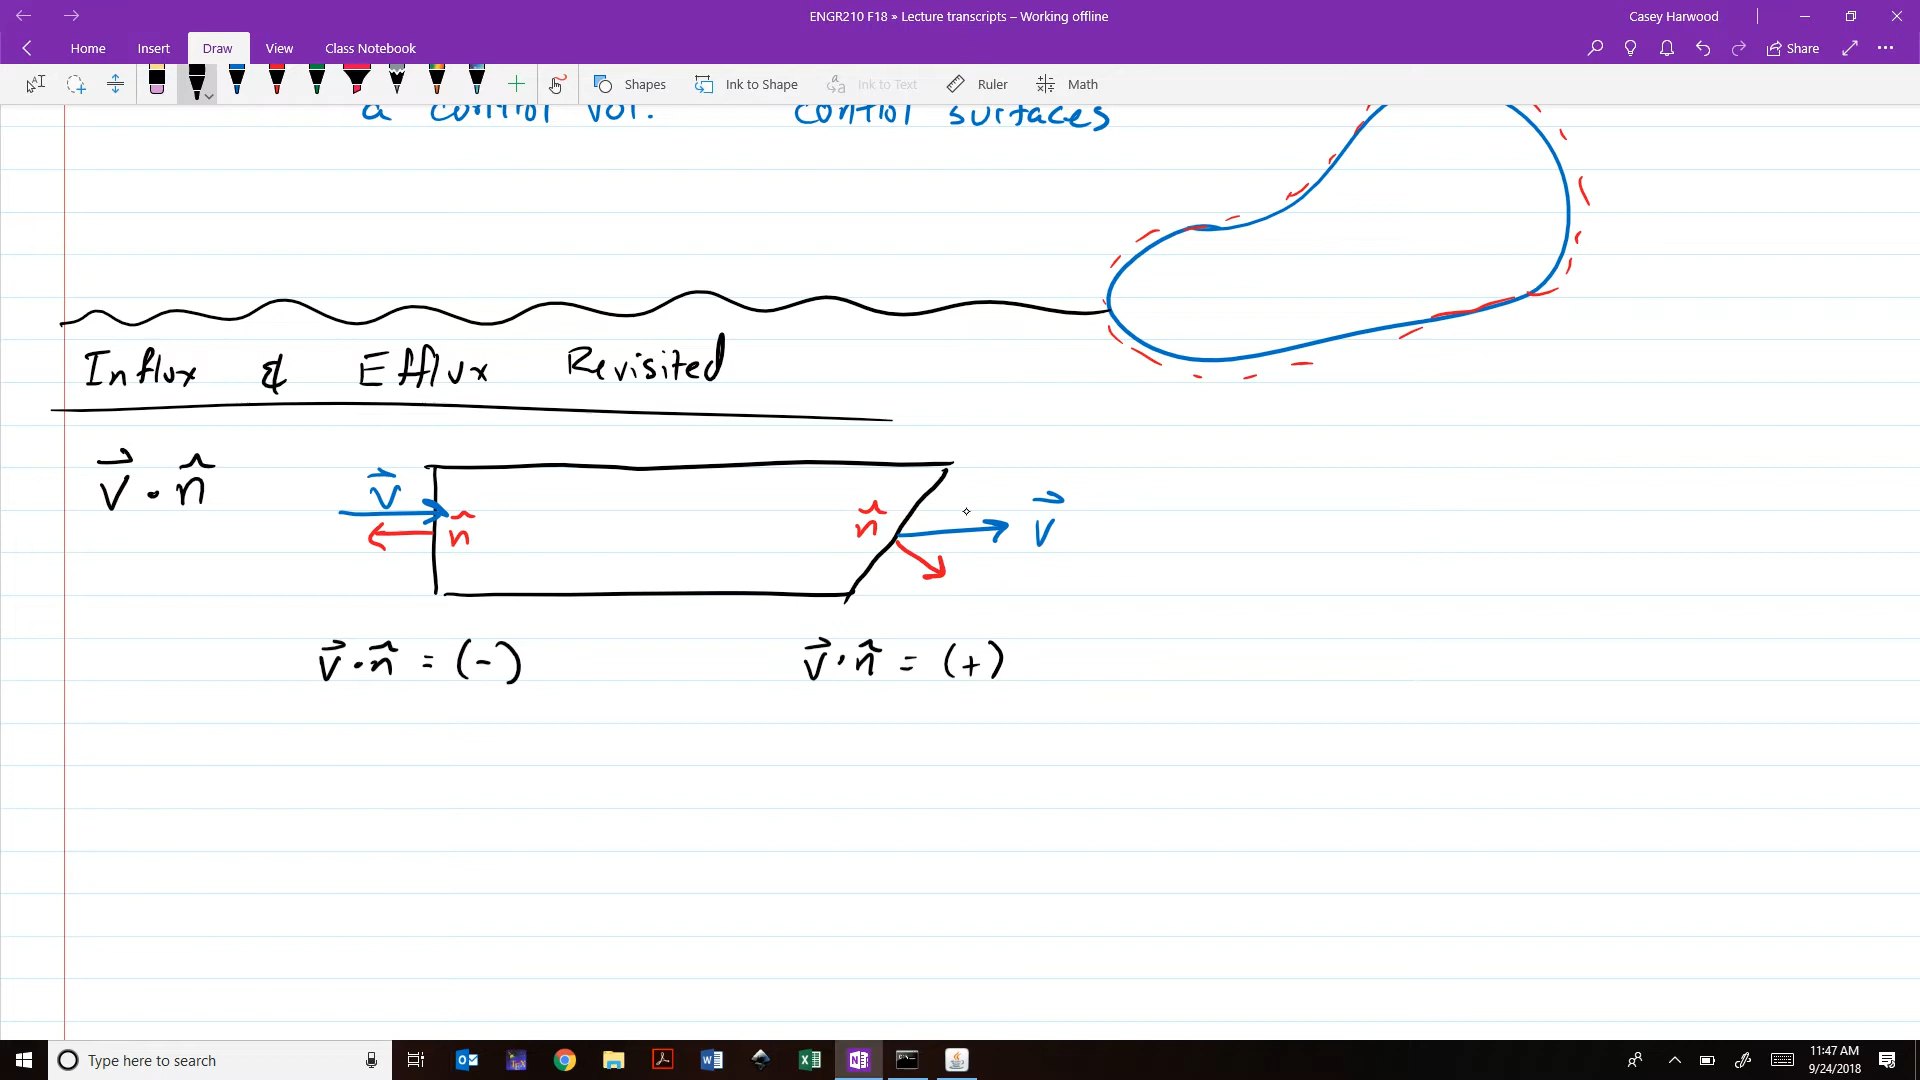 ENGR210 F18 » Lecture transcripts – Working offline
Casey Harwood
Home Insert Draw View Class Notebook
Share
Shapes Ink to Shape Ink to Text Ruler Math
a control vol. control surfaces
Influx & Efflux Revisited
V⃗ · n̂
V⃗
n̂
n̂
V⃗
V⃗ · n̂ = (-)
V⃗ · n̂ = (+)
Type here to search
11:47 AM
9/24/2018